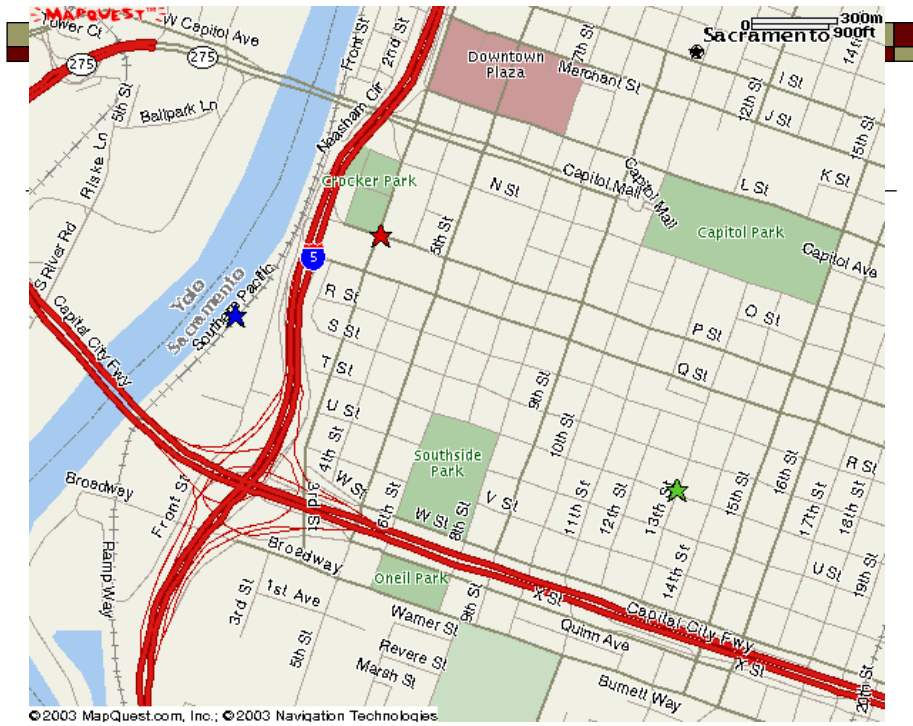 MAPQUEST™
Tower Ct
W Capitol Ave
275
275
5th St
Ballpark Ln
Riske Ln
S River Rd
Front St
2nd St
Neasham Cir
Downtown Plaza
7th St
Merchant St
0
300m
900ft
Sacramento
14th
I St
12th St
J St
15th St
K St
L St
Crocker Park
N St
Capitol Mall
Capitol Mall
Capitol Park
Capitol Ave
5th St
5
Yolo
Sacramento
Southern Pacific
Capital City Fwy
R St
S St
T St
U St
O St
P St
Q St
9th St
10th St
4th St
W St
Southside Park
6th St
W St
8th St
V St
11th St
12th St
13th St
15th St
16th St
17th St
18th St
R St
Broadway
Front St
3rd St
Ramp Way
Broadway
Oneil Park
14th St
U St
19th St
3rd St
1st Ave
Warner St
9th St
X St
Capital City Fwy
Quinn Ave
X St
5th St
Revere St
Marsh St
Burnett Way
20th St
©2003 MapQuest.com, Inc.; ©2003 Navigation Technologies